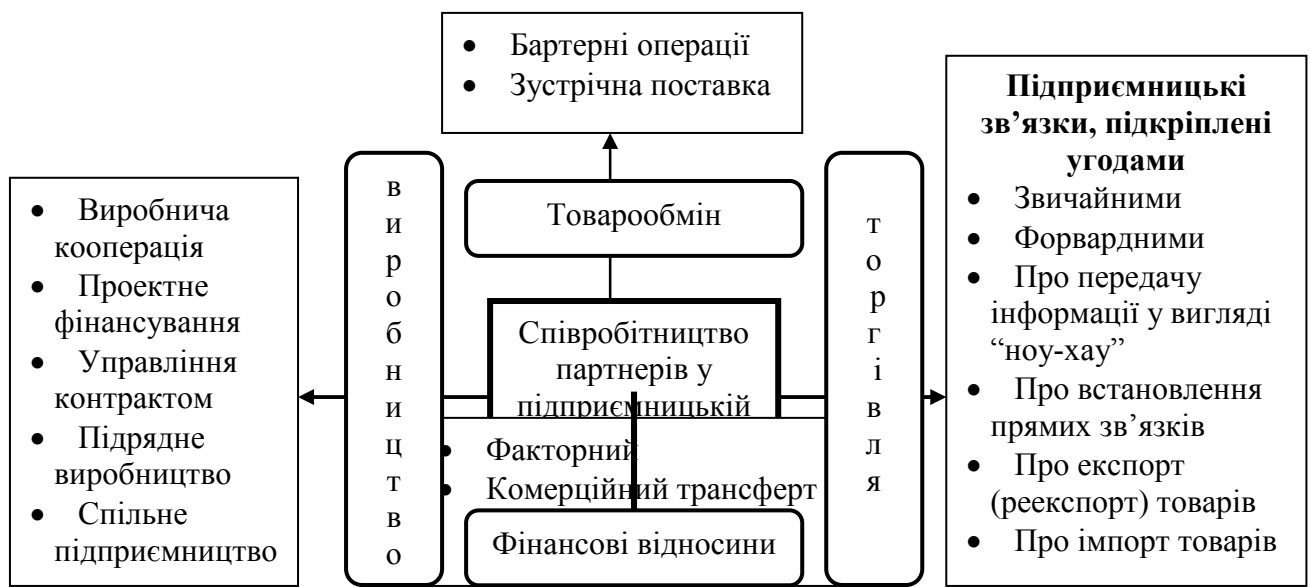 • Бартерні операції
• Зустрічна поставка
• Виробнича
кооперація
• Проектне
фінансування
• Управління
контрактом
• Підрядне
виробництво
• Спільне
підприємництво
виробництво
Товарообмін
Співробітництво
партнерів у
підприємницькій
• Факторний
• Комерційний трансферт
Фінансові відносини
торгівля
Підприємницькі
зв’язки, підкріплені
угодами
• Звичайними
• Форвардними
• Про передачу
інформації у вигляді
“ноу-хау”
• Про встановлення
прямих зв’язків
• Про експорт
(реекспорт) товарів
• Про імпорт товарів